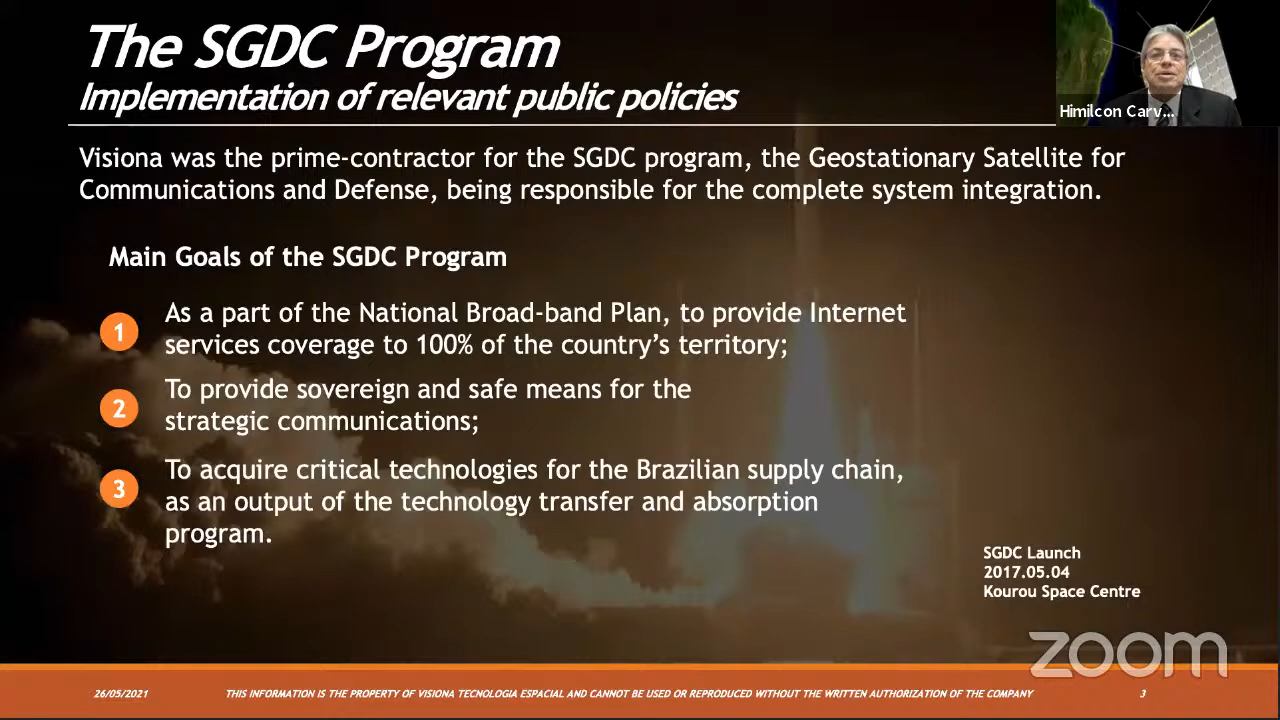 The SGDC Program
Implementation of relevant public policies
Himilcon Carv...
Visiona was the prime-contractor for the SGDC program, the Geostationary Satellite for
Communications and Defense, being responsible for the complete system integration.
Main Goals of the SGDC Program
1
As a part of the National Broad-band Plan, to provide Internet
services coverage to 100% of the country’s territory;
2
To provide sovereign and safe means for the
strategic communications;
3
To acquire critical technologies for the Brazilian supply chain,
as an output of the technology transfer and absorption
program.
SGDC Launch
2017.05.04
Kourou Space Centre
zoom
26/05/2021
THIS INFORMATION IS THE PROPERTY OF VISIONA TECNOLOGIA ESPACIAL AND CANNOT BE USED OR REPRODUCED WITHOUT THE WRITTEN AUTHORIZATION OF THE COMPANY
3